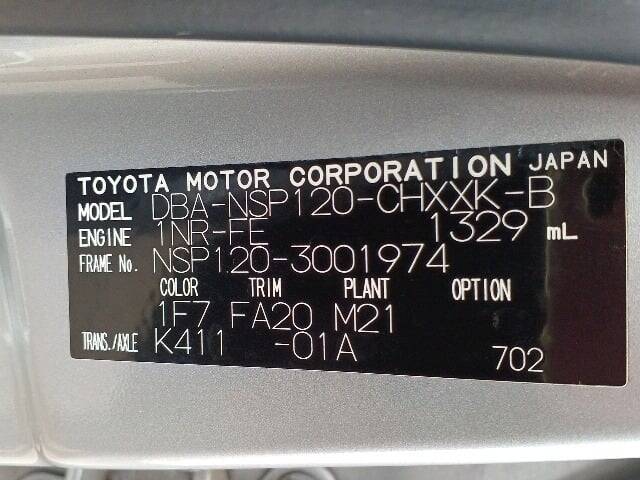 TOYOTA MOTOR CORPORATION JAPAN
MODEL DBA-NSP120-CHXXK-B
ENGINE 1NR-FE 1329 mL
FRAME No. NSP120-3001974
COLOR TRIM PLANT OPTION
1F7 FA20 M21
TRANS./AXLE K411 -01A 702